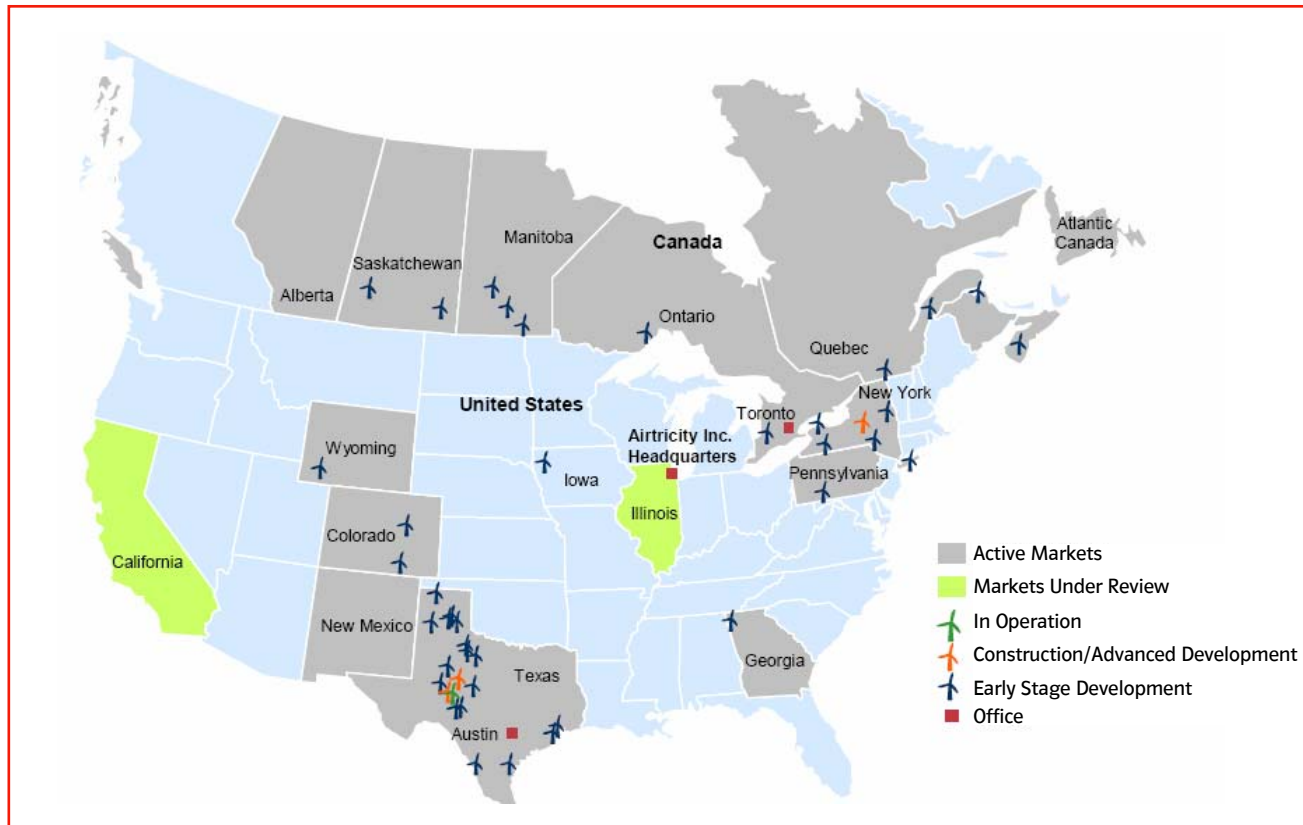 Canada
Atlantic
Canada
Manitoba
Saskatchewan
Alberta
Ontario
Quebec
United States
New York
Toronto
Airtricity Inc.
Headquarters
Wyoming
Iowa
Pennsylvania
Illinois
Colorado
California
New Mexico
Texas
Georgia
Austin
Active Markets
Markets Under Review
In Operation
Construction/Advanced Development
Early Stage Development
Office